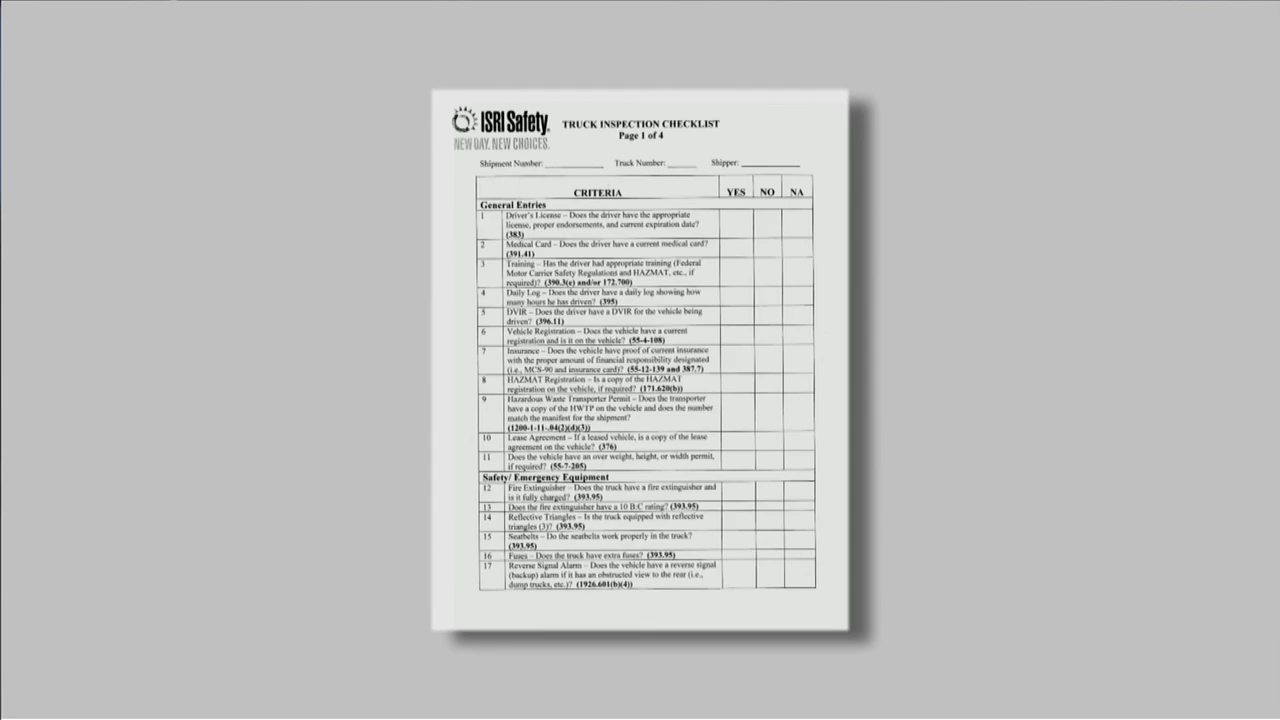 ISRI Safety
NEW DAY. NEW CHOICES.
TRUCK INSPECTION CHECKLIST
Page 1 of 4
Shipment Number: Truck Number: Shipper:
CRITERIA YES NO NA
General Entries
1 Driver's License – Does the driver have the appropriate
license, proper endorsements, and current expiration date?
(383)
2 Medical Card – Does the driver have a current medical card?
(391.41)
3 Training – Has the driver had appropriate training (Federal
Motor Carrier Safety Regulations and HAZMAT, etc., if
required)? (390.3(e) and/or 172.700)
4 Daily Log – Does the driver have a daily log showing how
many hours he has driven? (395)
5 DVIR – Does the driver have a DVIR for the vehicle being
driven? (396.11)
6 Vehicle Registration – Does the vehicle have a current
registration and is it on the vehicle? (55-4-108)
7 Insurance – Does the vehicle have proof of current insurance
with the proper amount of financial responsibility designated
(i.e., MCS-90 and insurance card)? (55-12-139 and 387.7)
8 HAZMAT Registration – Is a copy of the HAZMAT
registration on the vehicle, if required? (171.620(b))
9 Hazardous Waste Transporter Permit – Does the transporter
have a copy of the HWTP on the vehicle and does the number
match the manifest for the shipment?
(1200-1-11-.04(2)(d)(3))
10 Lease Agreement – If a leased vehicle, is a copy of the lease
agreement on the vehicle? (376)
11 Does the vehicle have an over weight, height, or width permit,
if required? (55-7-205)
Safety/ Emergency Equipment
12 Fire Extinguisher – Does the truck have a fire extinguisher and
is it fully charged? (393.95)
13 Does the fire extinguisher have a 10 B:C rating? (393.95)
14 Reflective Triangles – Is the truck equipped with reflective
triangles (3)? (393.95)
15 Seatbelts – Do the seatbelts work properly in the truck?
(393.95)
16 Fuses – Does the truck have extra fuses? (393.95)
17 Reverse Signal Alarm – Does the vehicle have a reverse signal
(backup) alarm if it has an obstructed view to the rear (i.e.,
dump trucks, etc.)? (1926.601(b)(4))